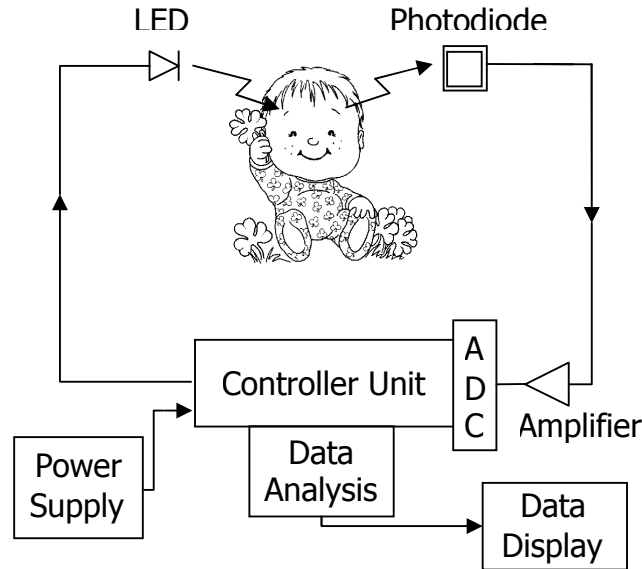 LED
Photodiode
Controller Unit
A
D
C
Amplifier
Power
Supply
Data
Analysis
Data
Display